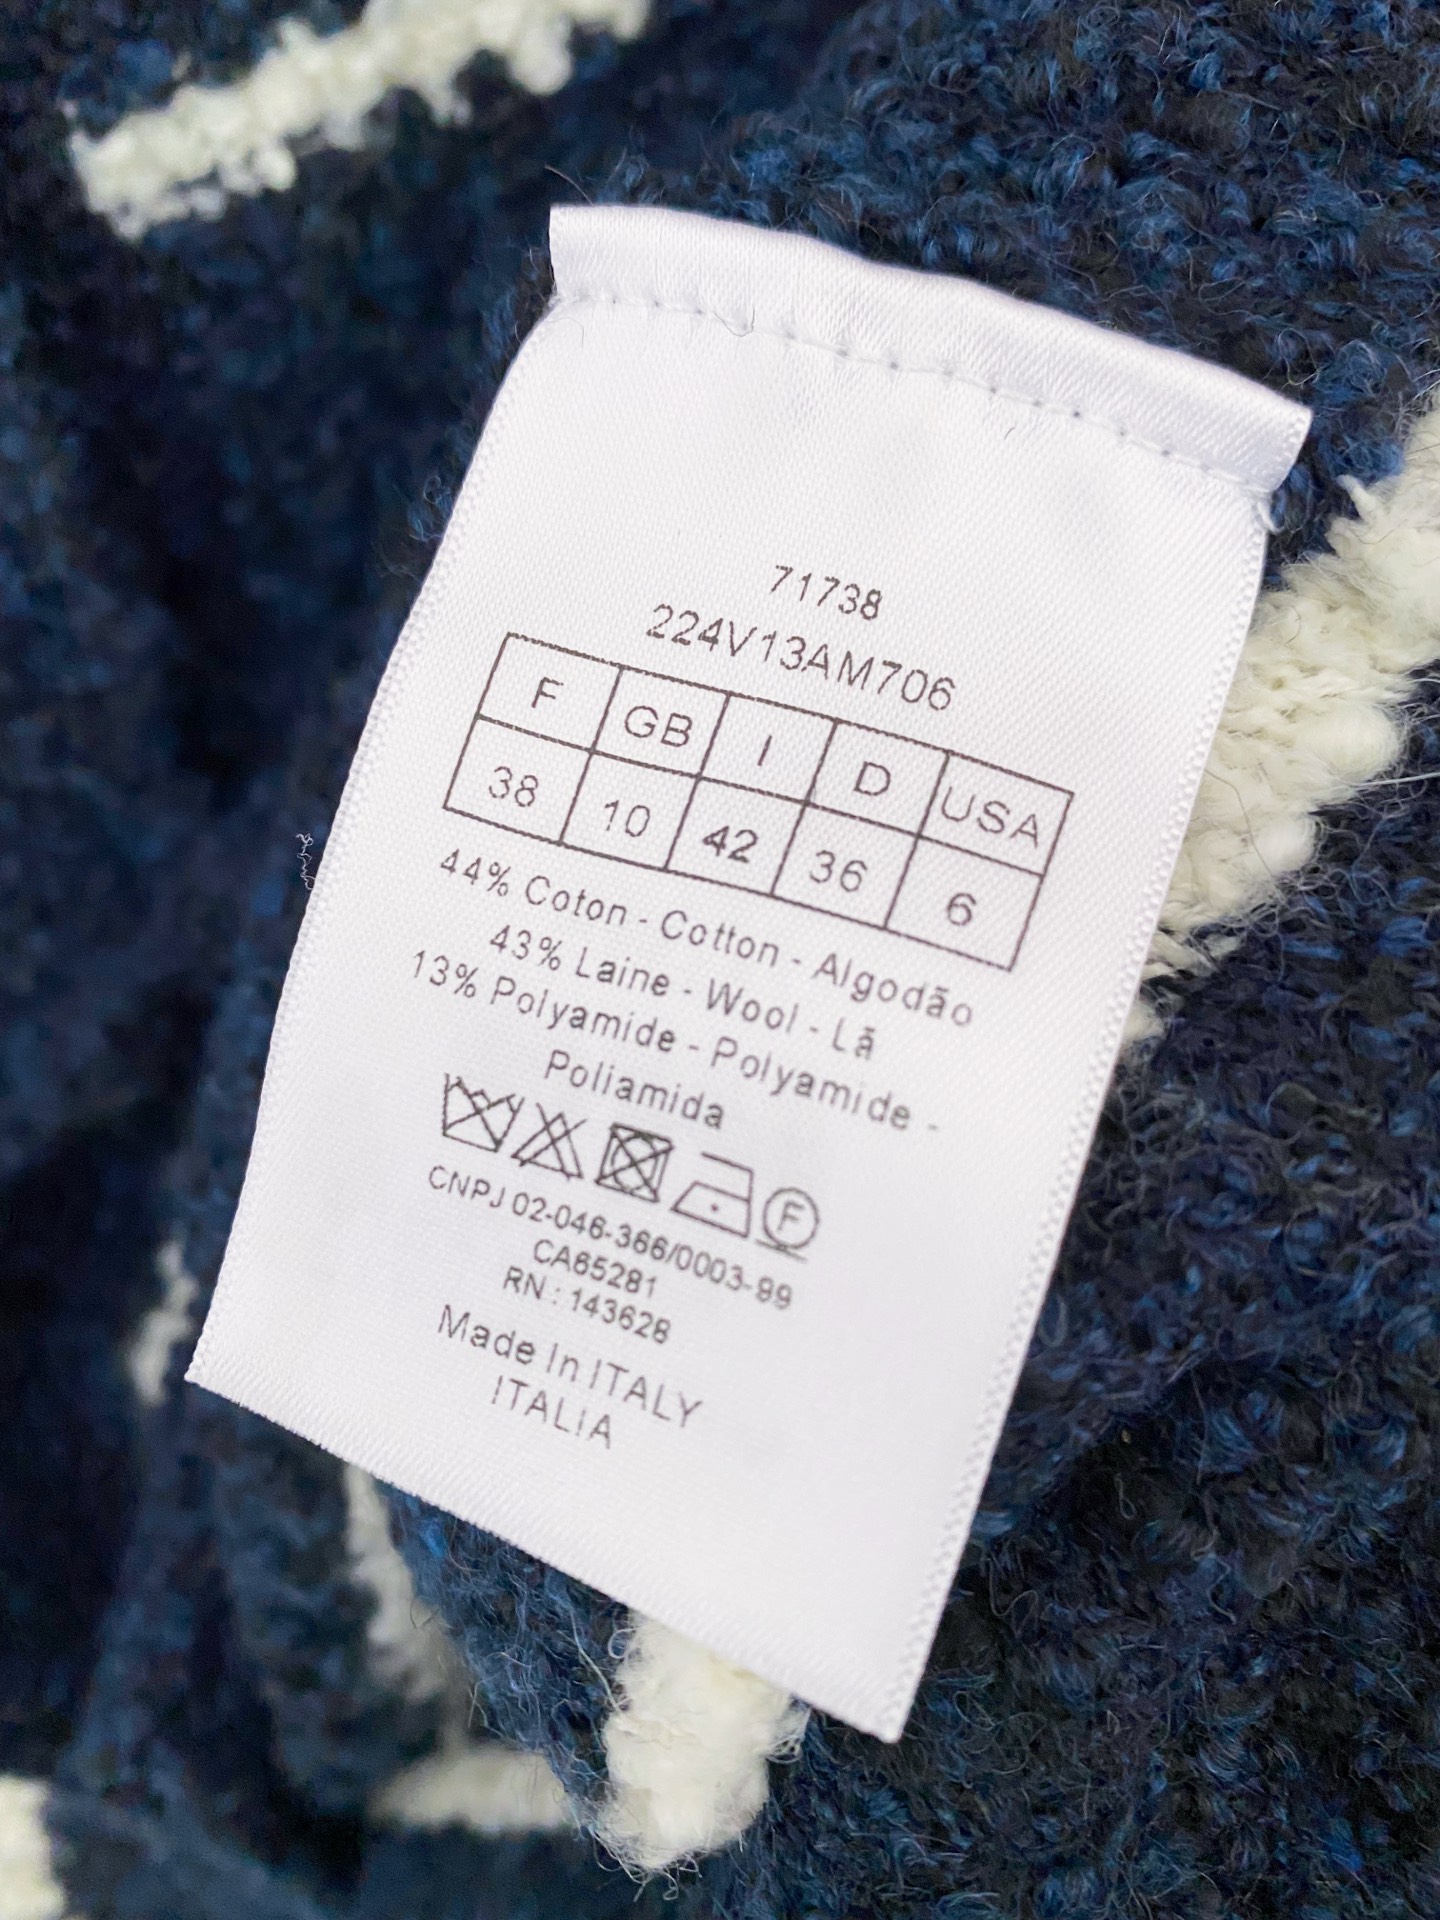 71738
224V13AM706
F GB I D USA
38 10 42 36 6
44% Coton - Cotton - Algodão
43% Laine - Wool - Lã
13% Polyamide - Polyamide -
Poliamida
F
CNPJ 02-046-366/0003-99
CA65281
RN : 143628
Made In ITALY
ITALIA